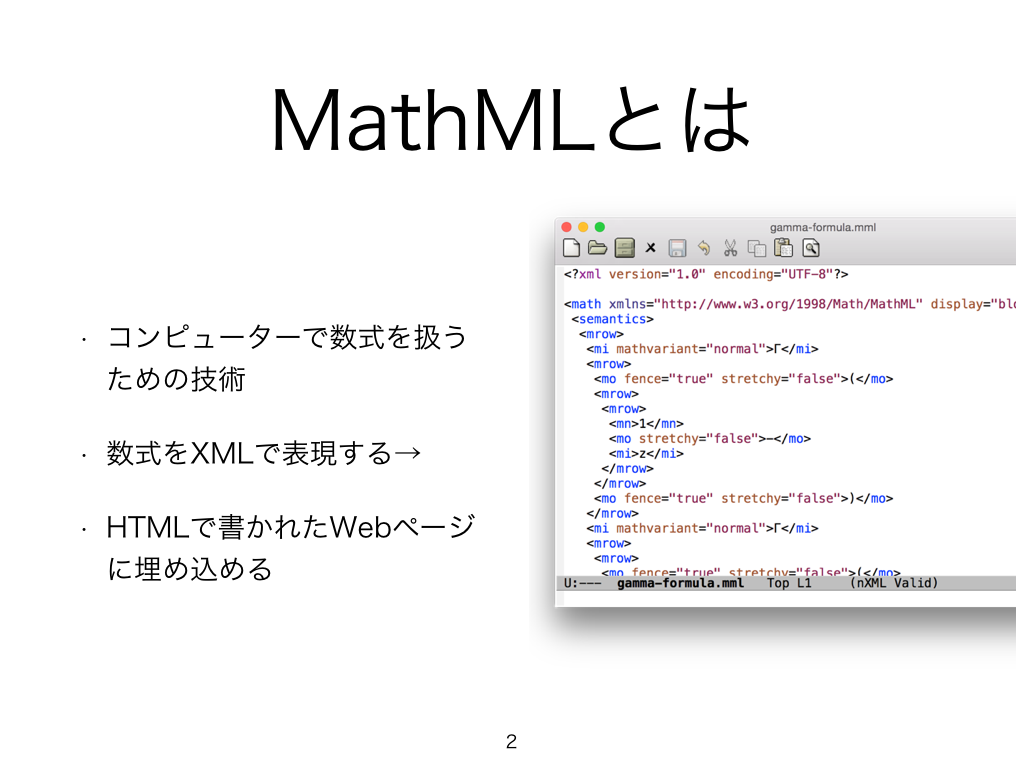 MathMLとは
・ コンピューターで数式を扱う
ための技術
・ 数式をXMLで表現する→
・ HTMLで書かれたWebページ
に埋め込める
gamma-formula.mml
<?xml version="1.0" encoding="UTF-8"?>
<math xmlns="http://www.w3.org/1998/Math/MathML" display="blo
<semantics>
<mrow>
<mi mathvariant="normal">Γ</mi>
<mrow>
<mo fence="true" stretchy="false">(</mo>
<mrow>
<mrow>
<mn>1</mn>
<mo stretchy="false">−</mo>
<mi>z</mi>
</mrow>
</mrow>
<mo fence="true" stretchy="false">)</mo>
</mrow>
<mi mathvariant="normal">Γ</mi>
<mrow>
<mrow>
<mo fence="true" stretchy="false">(</mo>
U:--- gamma-formula.mml Top L1 (nXML Valid)
2